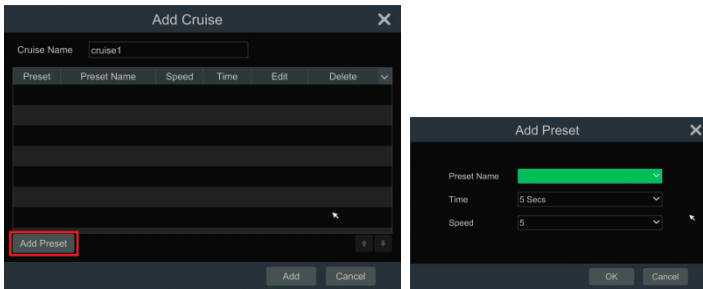 Add Cruise
Cruise Name cruise1
Preset Preset Name Speed Time Edit Delete
Add Preset
Add Cancel
Add Preset
Preset Name
Time 5 Secs
Speed 5
OK Cancel